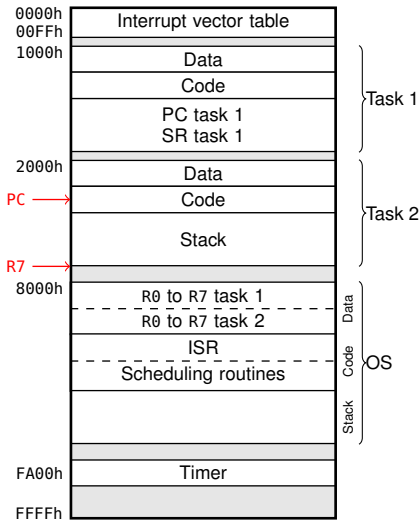 0000h
Interrupt vector table
00FFh
1000h
Data
Code
PC task 1
SR task 1
Task 1
2000h
Data
PC
Code
Stack
Task 2
R7
8000h
R0 to R7 task 1
R0 to R7 task 2
Data
ISR
Scheduling routines
Code
OS
Stack
FA00h
Timer
FFFFh